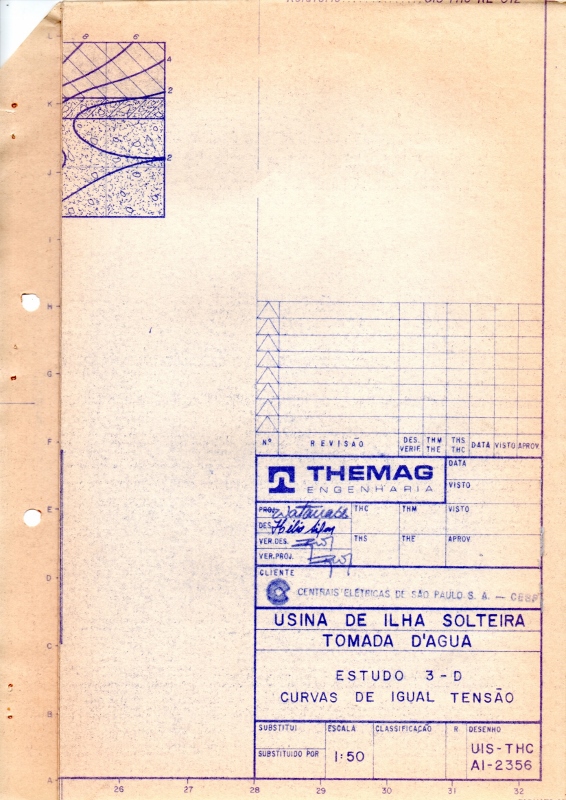 8 6
L
4
2
K
2
J
I
H
G
F
E
D
C
B
A
Nº REVISÃO DES. VERIF. THM THE THS THC DATA VISTO APROV.
THEMAG
ENGENHARIA
DATA
VISTO
PROJ. Watanabe THC THM VISTO
DES. Hélio
VER.DES. THS THE APROV.
VER.PROJ.
CLIENTE
CENTRAIS ELÉTRICAS DE SÃO PAULO S. A. — CESP
USINA DE ILHA SOLTEIRA
TOMADA D'AGUA
ESTUDO 3-D
CURVAS DE IGUAL TENSÃO
SUBSTITUI ESCALA CLASSIFICAÇÃO R DESENHO
SUBSTITUIDO POR 1:50 UIS-THC
AI-2356
26 27 28 29 30 31 32